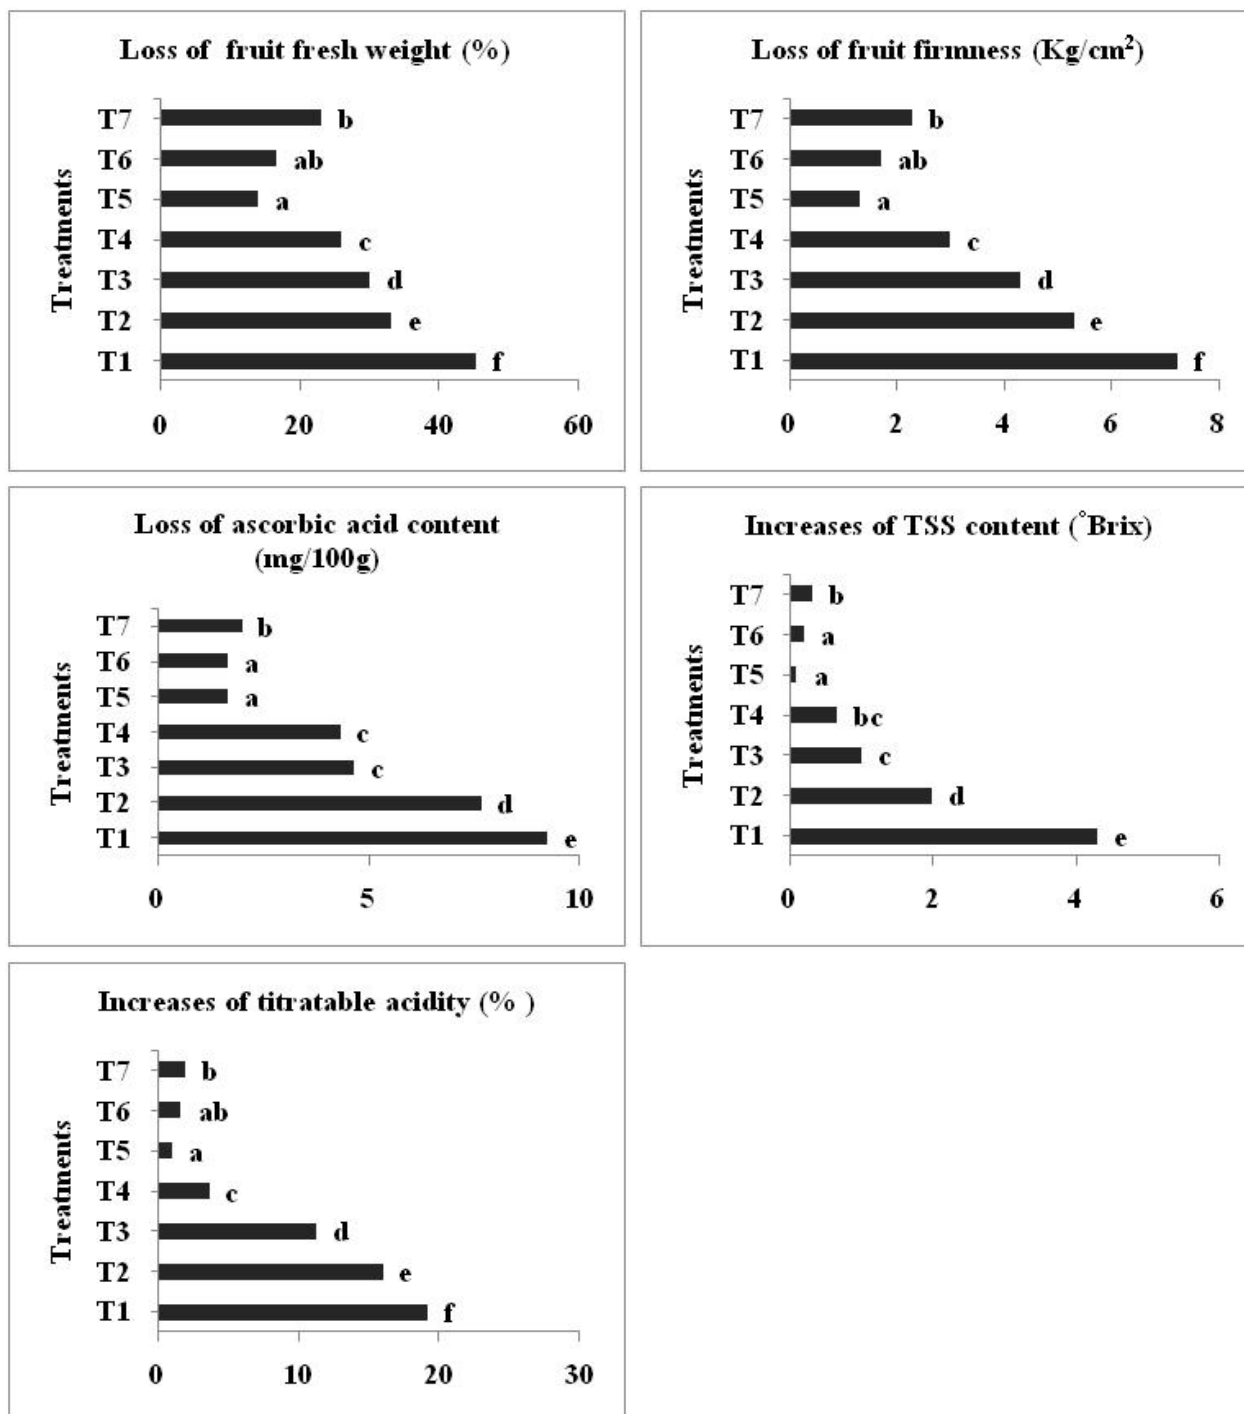 Loss of fruit fresh weight (%)
Treatments
T7 b
T6 ab
T5 a
T4 c
T3 d
T2 e
T1 f
0 20 40 60
Loss of fruit firmness (Kg/cm²)
Treatments
T7 b
T6 ab
T5 a
T4 c
T3 d
T2 e
T1 f
0 2 4 6 8
Loss of ascorbic acid content
(mg/100g)
Treatments
T7 b
T6 a
T5 a
T4 c
T3 c
T2 d
T1 e
0 5 10
Increases of TSS content (°Brix)
Treatments
T7 b
T6 a
T5 a
T4 bc
T3 c
T2 d
T1 e
0 2 4 6
Increases of titratable acidity (% )
Treatments
T7 b
T6 ab
T5 a
T4 c
T3 d
T2 e
T1 f
0 10 20 30